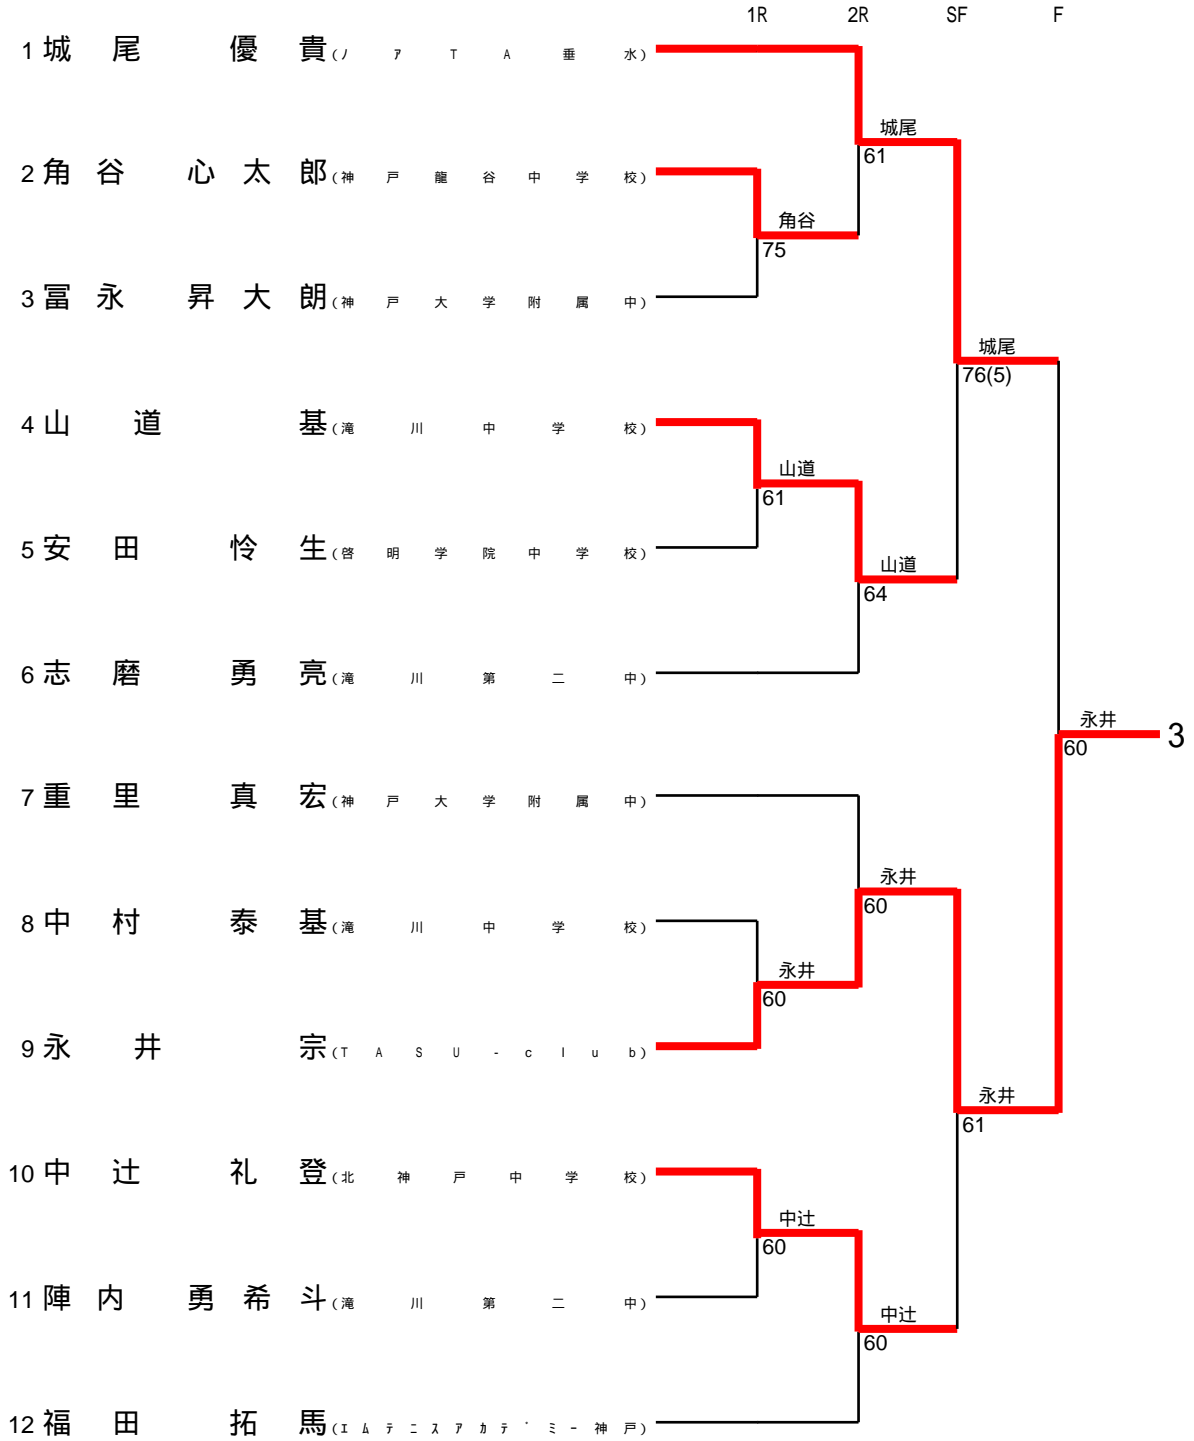 1R 2R SF F
1 城尾 優貴 (ノアTA垂水)
城尾
61
2 角谷 心太郎 (神戸龍谷中学校)
角谷
75
3 冨永 昇大朗 (神戸大学附属中)
城尾
76(5)
4 山道 基 (滝川中学校)
山道
61
5 安田 怜生 (啓明学院中学校)
山道
64
6 志磨 勇亮 (滝川第二中)
永井
60
3
7 重里 真宏 (神戸大学附属中)
永井
60
8 中村 泰基 (滝川中学校)
永井
60
9 永井 宗 (TASU-club)
永井
61
10 中辻 礼登 (北神戸中学校)
中辻
60
11 陣内 勇希斗 (滝川第二中)
中辻
60
12 福田 拓馬 (エムテニスアカデミー神戸)